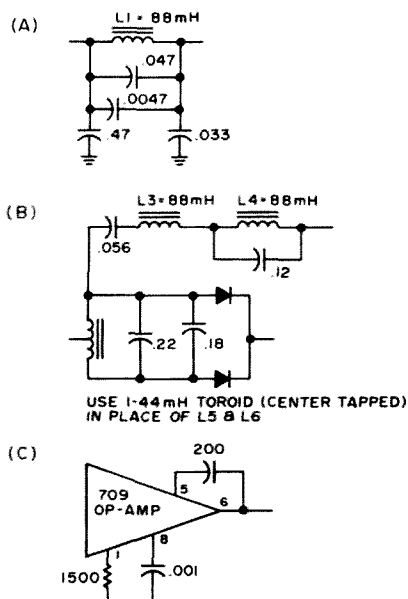 (A)
L1 = 88mH
.047
.0047
.47
.033
(B)
L3=88mH
L4=88mH
.056
.12
.22
.18
USE 1-44mH TOROID (CENTER TAPPED)
IN PLACE OF L5 & L6
(C)
200
709
OP-AMP
5
6
1
8
1500
.001